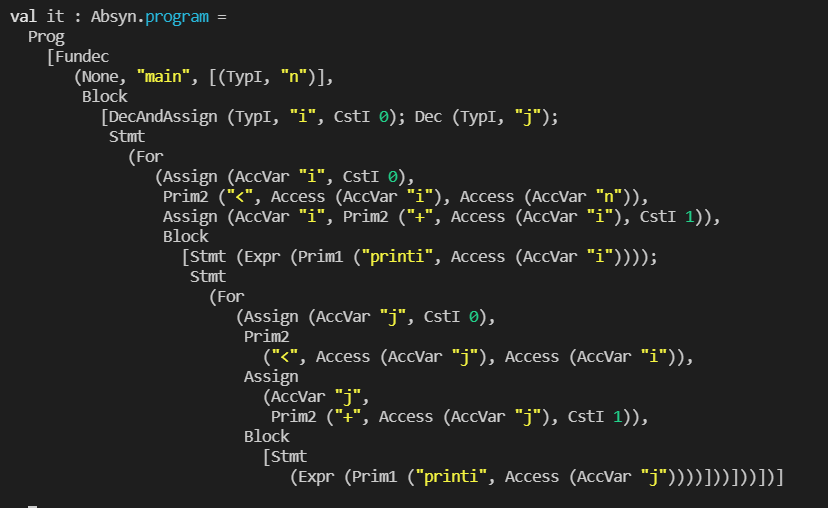 val it : Absyn.program =
  Prog
    [Fundec
       (None, "main", [(TypI, "n")],
        Block
          [DecAndAssign (TypI, "i", CstI 0); Dec (TypI, "j");
           Stmt
             (For
                (Assign (AccVar "i", CstI 0),
                 Prim2 ("<", Access (AccVar "i"), Access (AccVar "n")),
                 Assign (AccVar "i", Prim2 ("+", Access (AccVar "i"), CstI 1)),
                 Block
                   [Stmt (Expr (Prim1 ("printi", Access (AccVar "i"))));
                    Stmt
                      (For
                         (Assign (AccVar "j", CstI 0),
                          Prim2
                            ("<", Access (AccVar "j"), Access (AccVar "i")),
                          Assign
                            (AccVar "j",
                             Prim2 ("+", Access (AccVar "j"), CstI 1)),
                          Block
                            [Stmt
                               (Expr (Prim1 ("printi", Access (AccVar "j"))))]))]))])]